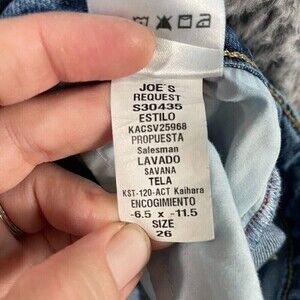 JOE'S
REQUEST
S30435
ESTILO
KACSV25968
PROPUESTA
Salesman
LAVADO
SAVANA
TELA
KST-120-ACT Kaihara
ENCOGIMIENTO
-6.5 x -11.5
SIZE
26